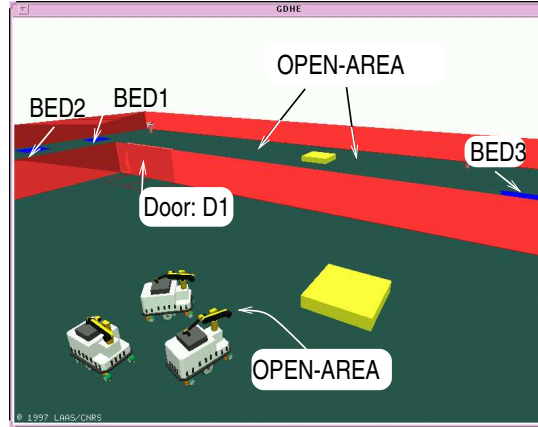 GDHE
OPEN-AREA
BED1
BED2
BED3
Door: D1
OPEN-AREA
© 1997 LAAS/CNRS